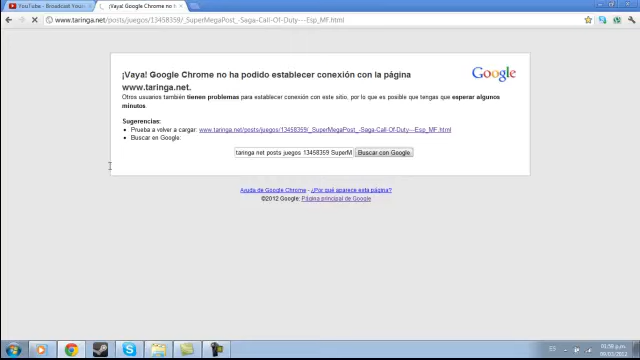 YouTube - Broadcast Your
¡Vaya! Google Chrome no h
www.taringa.net/posts/juegos/13458359/_SuperMegaPost_-Saga-Call-Of-Duty---Esp_MF.html
¡Vaya! Google Chrome no ha podido establecer conexión con la página
www.taringa.net.
Google
Otros usuarios también tienen problemas para establecer conexión con este sitio, por lo que es posible que tengas que esperar algunos
minutos.
Sugerencias:
Prueba a volver a cargar: www.taringa.net/posts/juegos/13458359/_SuperMegaPost_-Saga-Call-Of-Duty---Esp_MF.html
Buscar en Google:
taringa net posts juegos 13458359 SuperM
Buscar con Google
Ayuda de Google Chrome - ¿Por qué aparece esta página?
©2012 Google: Página principal de Google
ES
01:58 p.m.